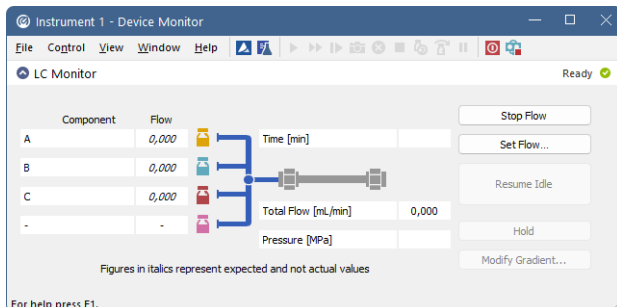 Instrument 1 - Device Monitor
File Control View Window Help
LC Monitor Ready
Component Flow Stop Flow
A 0,000 Time [min] Set Flow...
B 0,000
C 0,000 Resume Idle
- - Total Flow [mL/min] 0,000 Hold
Pressure [MPa] Modify Gradient...
Figures in italics represent expected and not actual values
For help press F1.